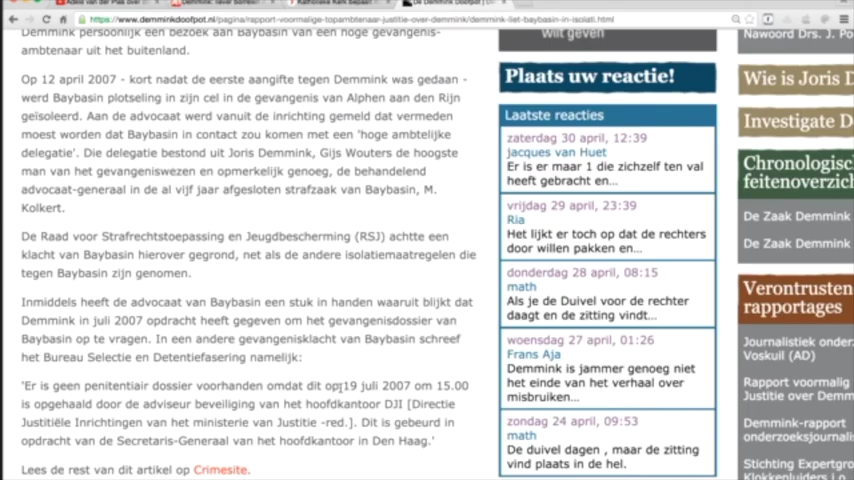 Katholieke Kerk bepaalt
https://www.demminkdoofpot.nl/pagina/rapport-voormalige-topambtenaar-justitie-over-demmink/demmink-liet-baybasin-in-isolati.html
Demmink persoonlijk een bezoek aan Baybasin van een hoge gevangenis-
ambtenaar uit het buitenland.
Op 12 april 2007 - kort nadat de eerste aangifte tegen Demmink was gedaan -
werd Baybasin plotseling in zijn cel in de gevangenis van Alphen aan den Rijn
geïsoleerd. Aan de advocaat werd vanuit de inrichting gemeld dat vermeden
moest worden dat Baybasin in contact zou komen met een 'hoge ambtelijke
delegatie'. Die delegatie bestond uit Joris Demmink, Gijs Wouters de hoogste
man van het gevangeniswezen en opmerkelijk genoeg, de behandelend
advocaat-generaal in de al vijf jaar afgesloten strafzaak van Baybasin, M.
Kolkert.
De Raad voor Strafrechtstoepassing en Jeugdbescherming (RSJ) achtte een
klacht van Baybasin hierover gegrond, net als de andere isolatiemaatregelen die
tegen Baybasin zijn genomen.
Inmiddels heeft de advocaat van Baybasin een stuk in handen waaruit blijkt dat
Demmink in juli 2007 opdracht heeft gegeven om het gevangenisdossier van
Baybasin op te vragen. In een andere gevangenisklacht van Baybasin schreef
het Bureau Selectie en Detentiefasering namelijk:
'Er is geen penitentiair dossier voorhanden omdat dit op 19 juli 2007 om 15.00
is opgehaald door de adviseur beveiliging van het hoofdkantoor DJI [Directie
Justitiële Inrichtingen van het ministerie van Justitie -red.]. Dit is gebeurd in
opdracht van de Secretaris-Generaal van het hoofdkantoor in Den Haag.'
Lees de rest van dit artikel op Crimesite.
wilt geven
Plaats uw reactie!
Laatste reacties
zaterdag 30 april, 12:39
jacques van Huet
Er is er maar 1 die zichzelf ten val
heeft gebracht en...
vrijdag 29 april, 23:39
Ria
Het lijkt er toch op dat de rechters
door willen pakken en...
donderdag 28 april, 08:15
math
Als je de Duivel voor de rechter
daagt en de zitting vindt...
woensdag 27 april, 01:26
Frans Aja
Demmink is jammer genoeg niet
het einde van het verhaal over
misbruiken...
zondag 24 april, 09:53
math
De duivel dagen , maar de zitting
vind plaats in de hel.
Nawoord Drs. J. Po
Wie is Joris D
Investigate D
Chronologisc
feitenoverzich
De Zaak Demmink
De Zaak Demmink
Verontrusten
rapportages
Journalistiek onder
Voskuil (AD)
Rapport voormalig
Justitie over Demm
Demmink-rapport
onderzoeksjournalis
Stichting Expertgro
Klokkenluiders i.o